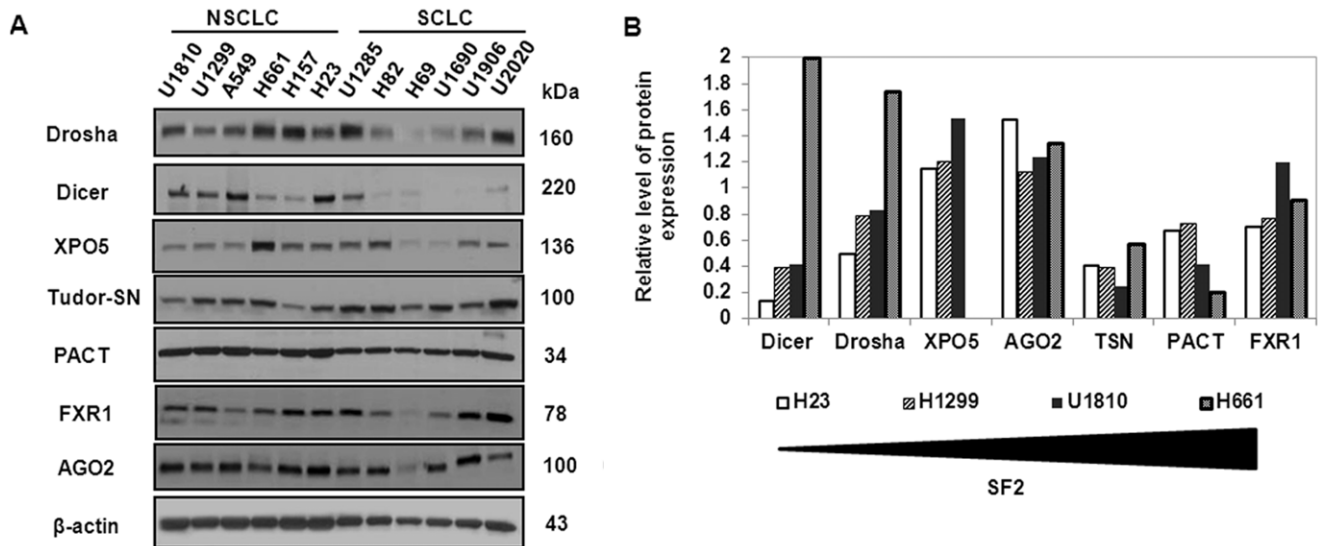 A
NSCLC SCLC
U1810 U1299 A549 H661 H157 H23 U1285 H82 H69 U1690 U1906 U2020
kDa
Drosha 160
Dicer 220
XPO5 136
Tudor-SN 100
PACT 34
FXR1 78
AGO2 100
β-actin 43
B
Relative level of protein
expression
2
1.8
1.6
1.4
1.2
1
0.8
0.6
0.4
0.2
0
Dicer Drosha XPO5 AGO2 TSN PACT FXR1
H23 H1299 U1810 H661
SF2